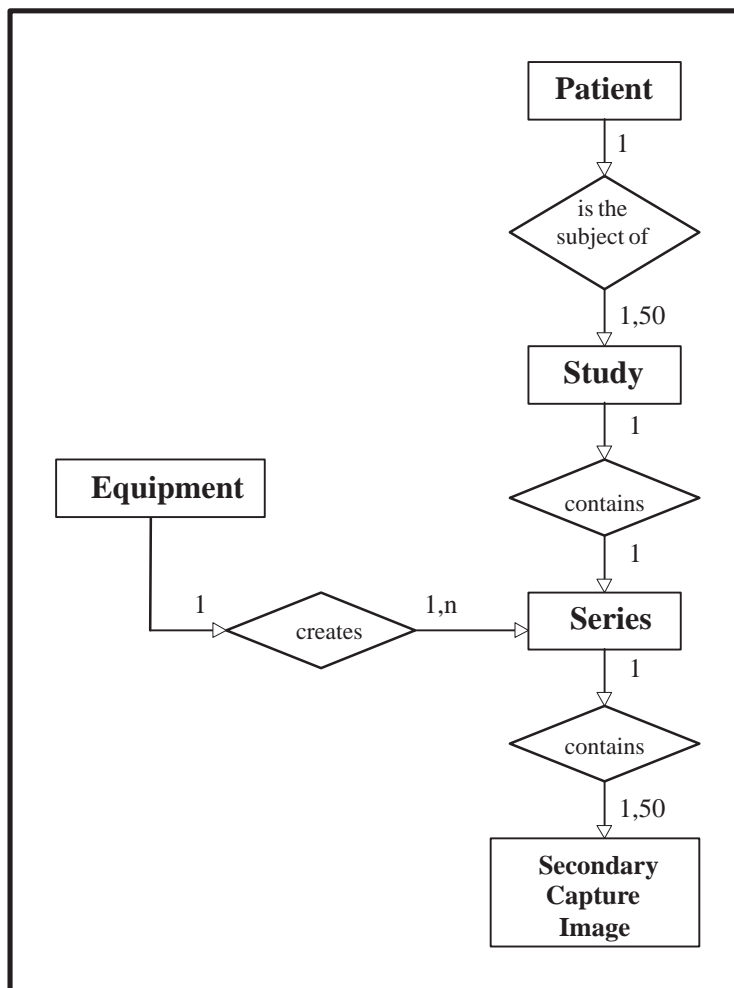 Patient
1
is the
subject of
1,50
Study
1
contains
1
Equipment
1
creates
1,n
Series
1
contains
1,50
Secondary
Capture
Image